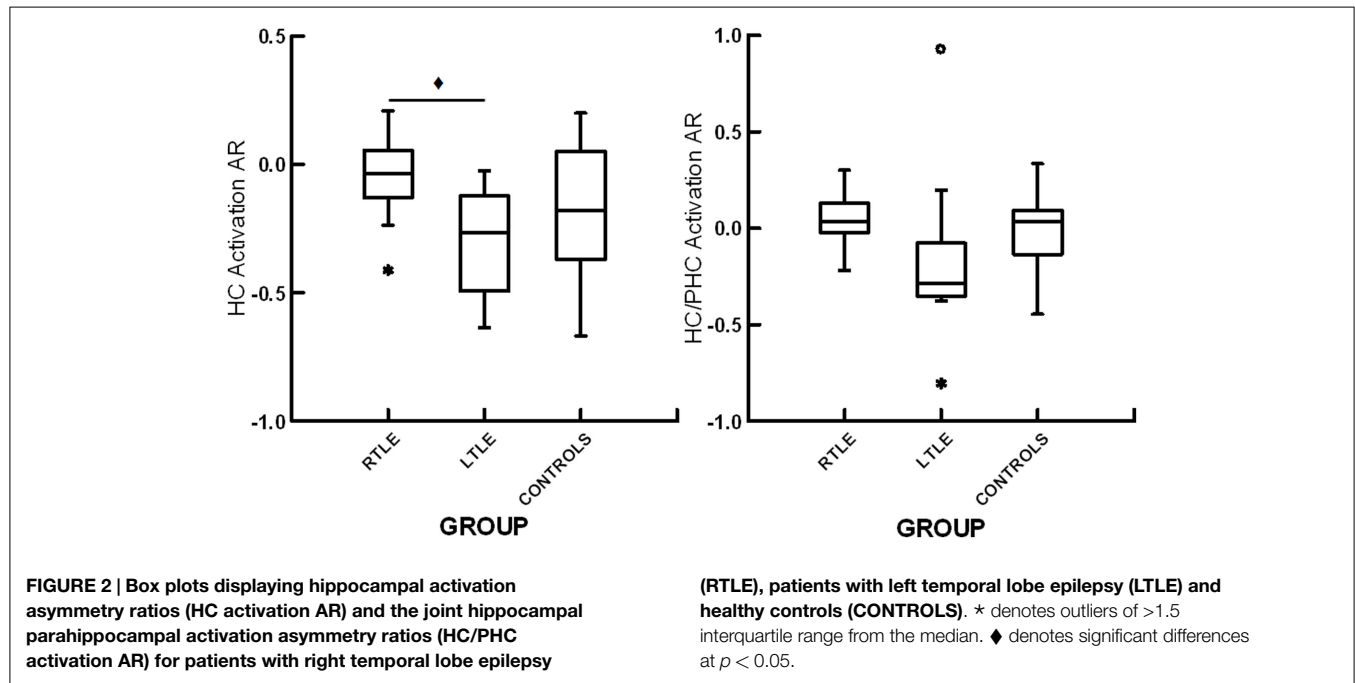 0.5
0.0
-0.5
-1.0
HC Activation AR
♦
*
RTLE
LTLE
CONTROLS
GROUP
1.0
0.5
0.0
-0.5
-1.0
HC/PHC Activation AR
*
RTLE
LTLE
CONTROLS
GROUP
FIGURE 2 | Box plots displaying hippocampal activation
asymmetry ratios (HC activation AR) and the joint hippocampal
parahippocampal activation asymmetry ratios (HC/PHC
activation AR) for patients with right temporal lobe epilepsy
(RTLE), patients with left temporal lobe epilepsy (LTLE) and
healthy controls (CONTROLS). * denotes outliers of >1.5
interquartile range from the median. ♦ denotes significant differences
at p < 0.05.